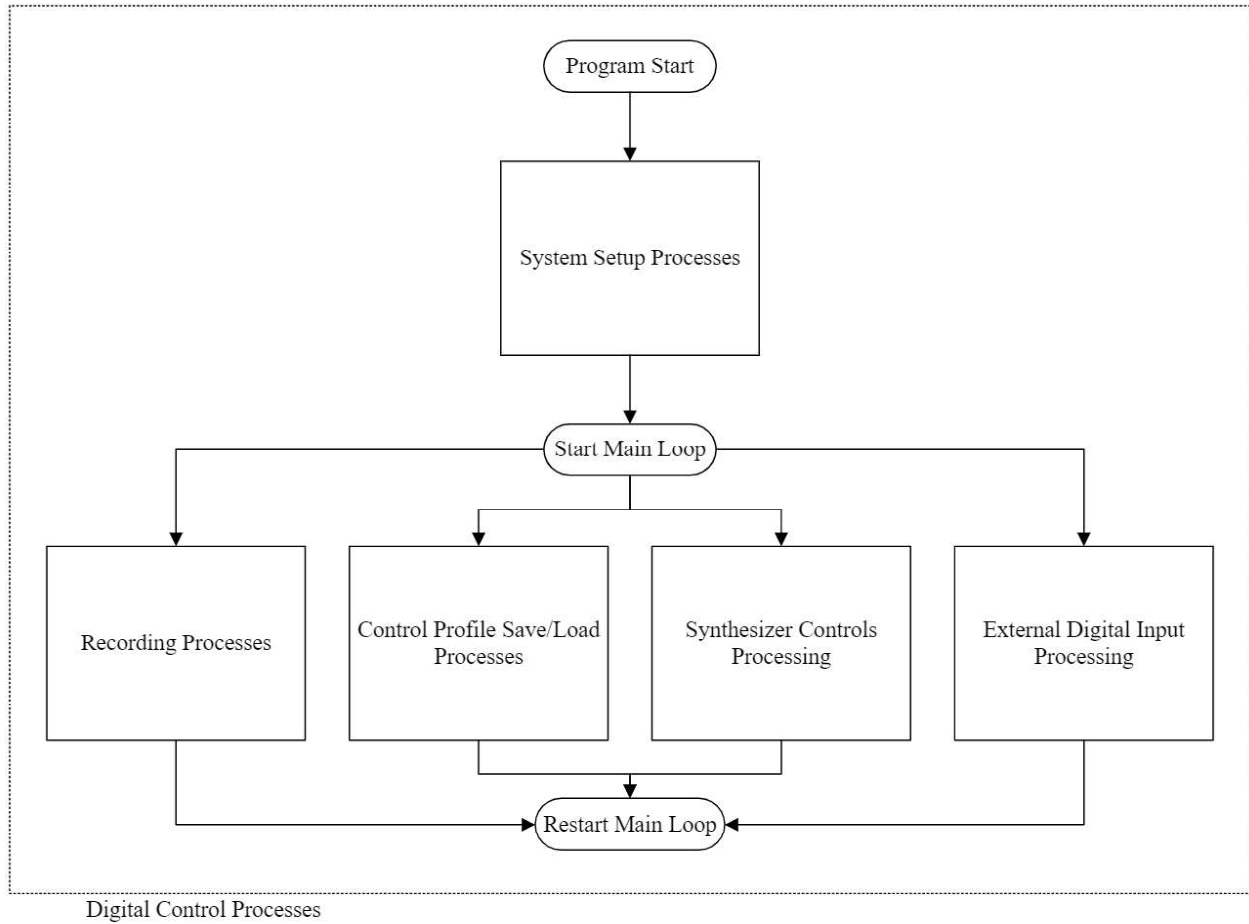 Program Start
System Setup Processes
Start Main Loop
Recording Processes
Control Profile Save/Load
Processes
Synthesizer Controls
Processing
External Digital Input
Processing
Restart Main Loop
Digital Control Processes